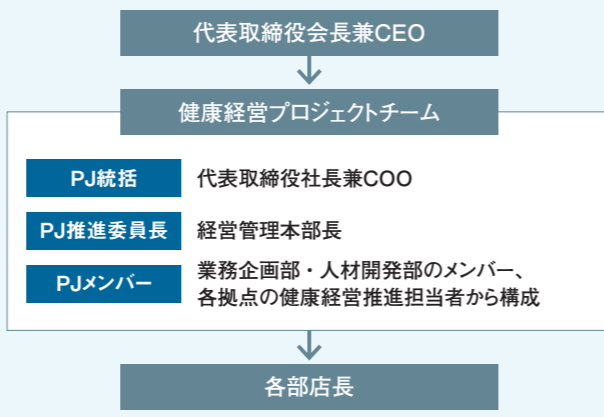 代表取締役会長兼CEO
健康経営プロジェクトチーム
PJ統括 代表取締役社長兼COO
PJ推進委員長 経営管理本部長
PJメンバー 業務企画部・人材開発部のメンバー、
各拠点の健康経営推進担当者から構成
各部店長